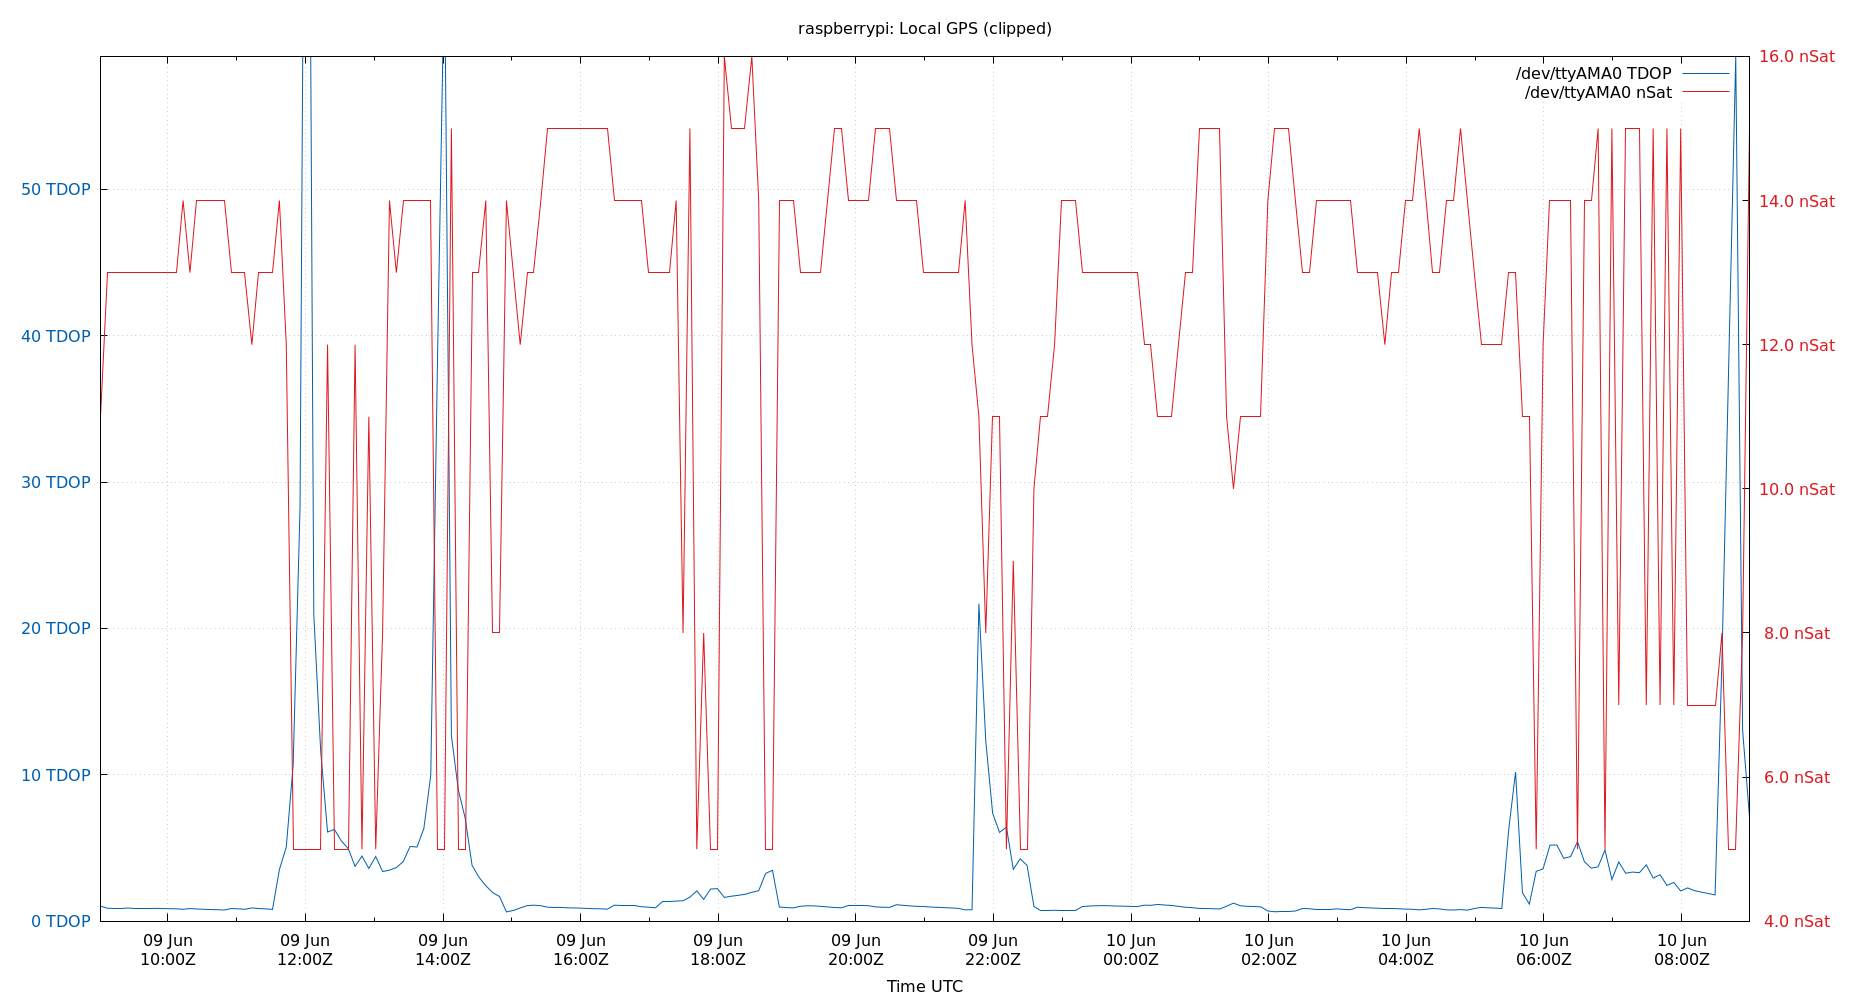 raspberrypi: Local GPS (clipped)
16.0 nSat
/dev/ttyAMA0 TDOP
/dev/ttyAMA0 nSat
50 TDOP
14.0 nSat
40 TDOP
12.0 nSat
30 TDOP
10.0 nSat
20 TDOP
8.0 nSat
10 TDOP
6.0 nSat
0 TDOP
4.0 nSat
09 Jun 09 Jun 09 Jun 09 Jun 09 Jun 09 Jun 09 Jun 10 Jun 10 Jun 10 Jun 10 Jun 10 Jun
10:00Z 12:00Z 14:00Z 16:00Z 18:00Z 20:00Z 22:00Z 00:00Z 02:00Z 04:00Z 06:00Z 08:00Z
Time UTC